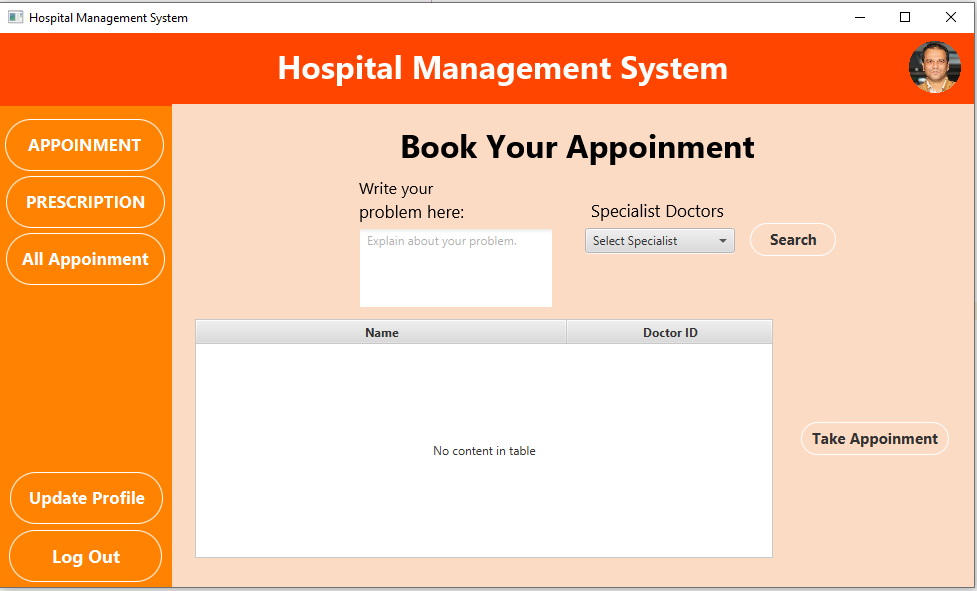 Hospital Management System
Hospital Management System
APPOINMENT
PRESCRIPTION
All Appoinment
Update Profile
Log Out
Book Your Appoinment
Write your
problem here:
Explain about your problem.
Specialist Doctors
Select Specialist
Search
Name
Doctor ID
No content in table
Take Appoinment